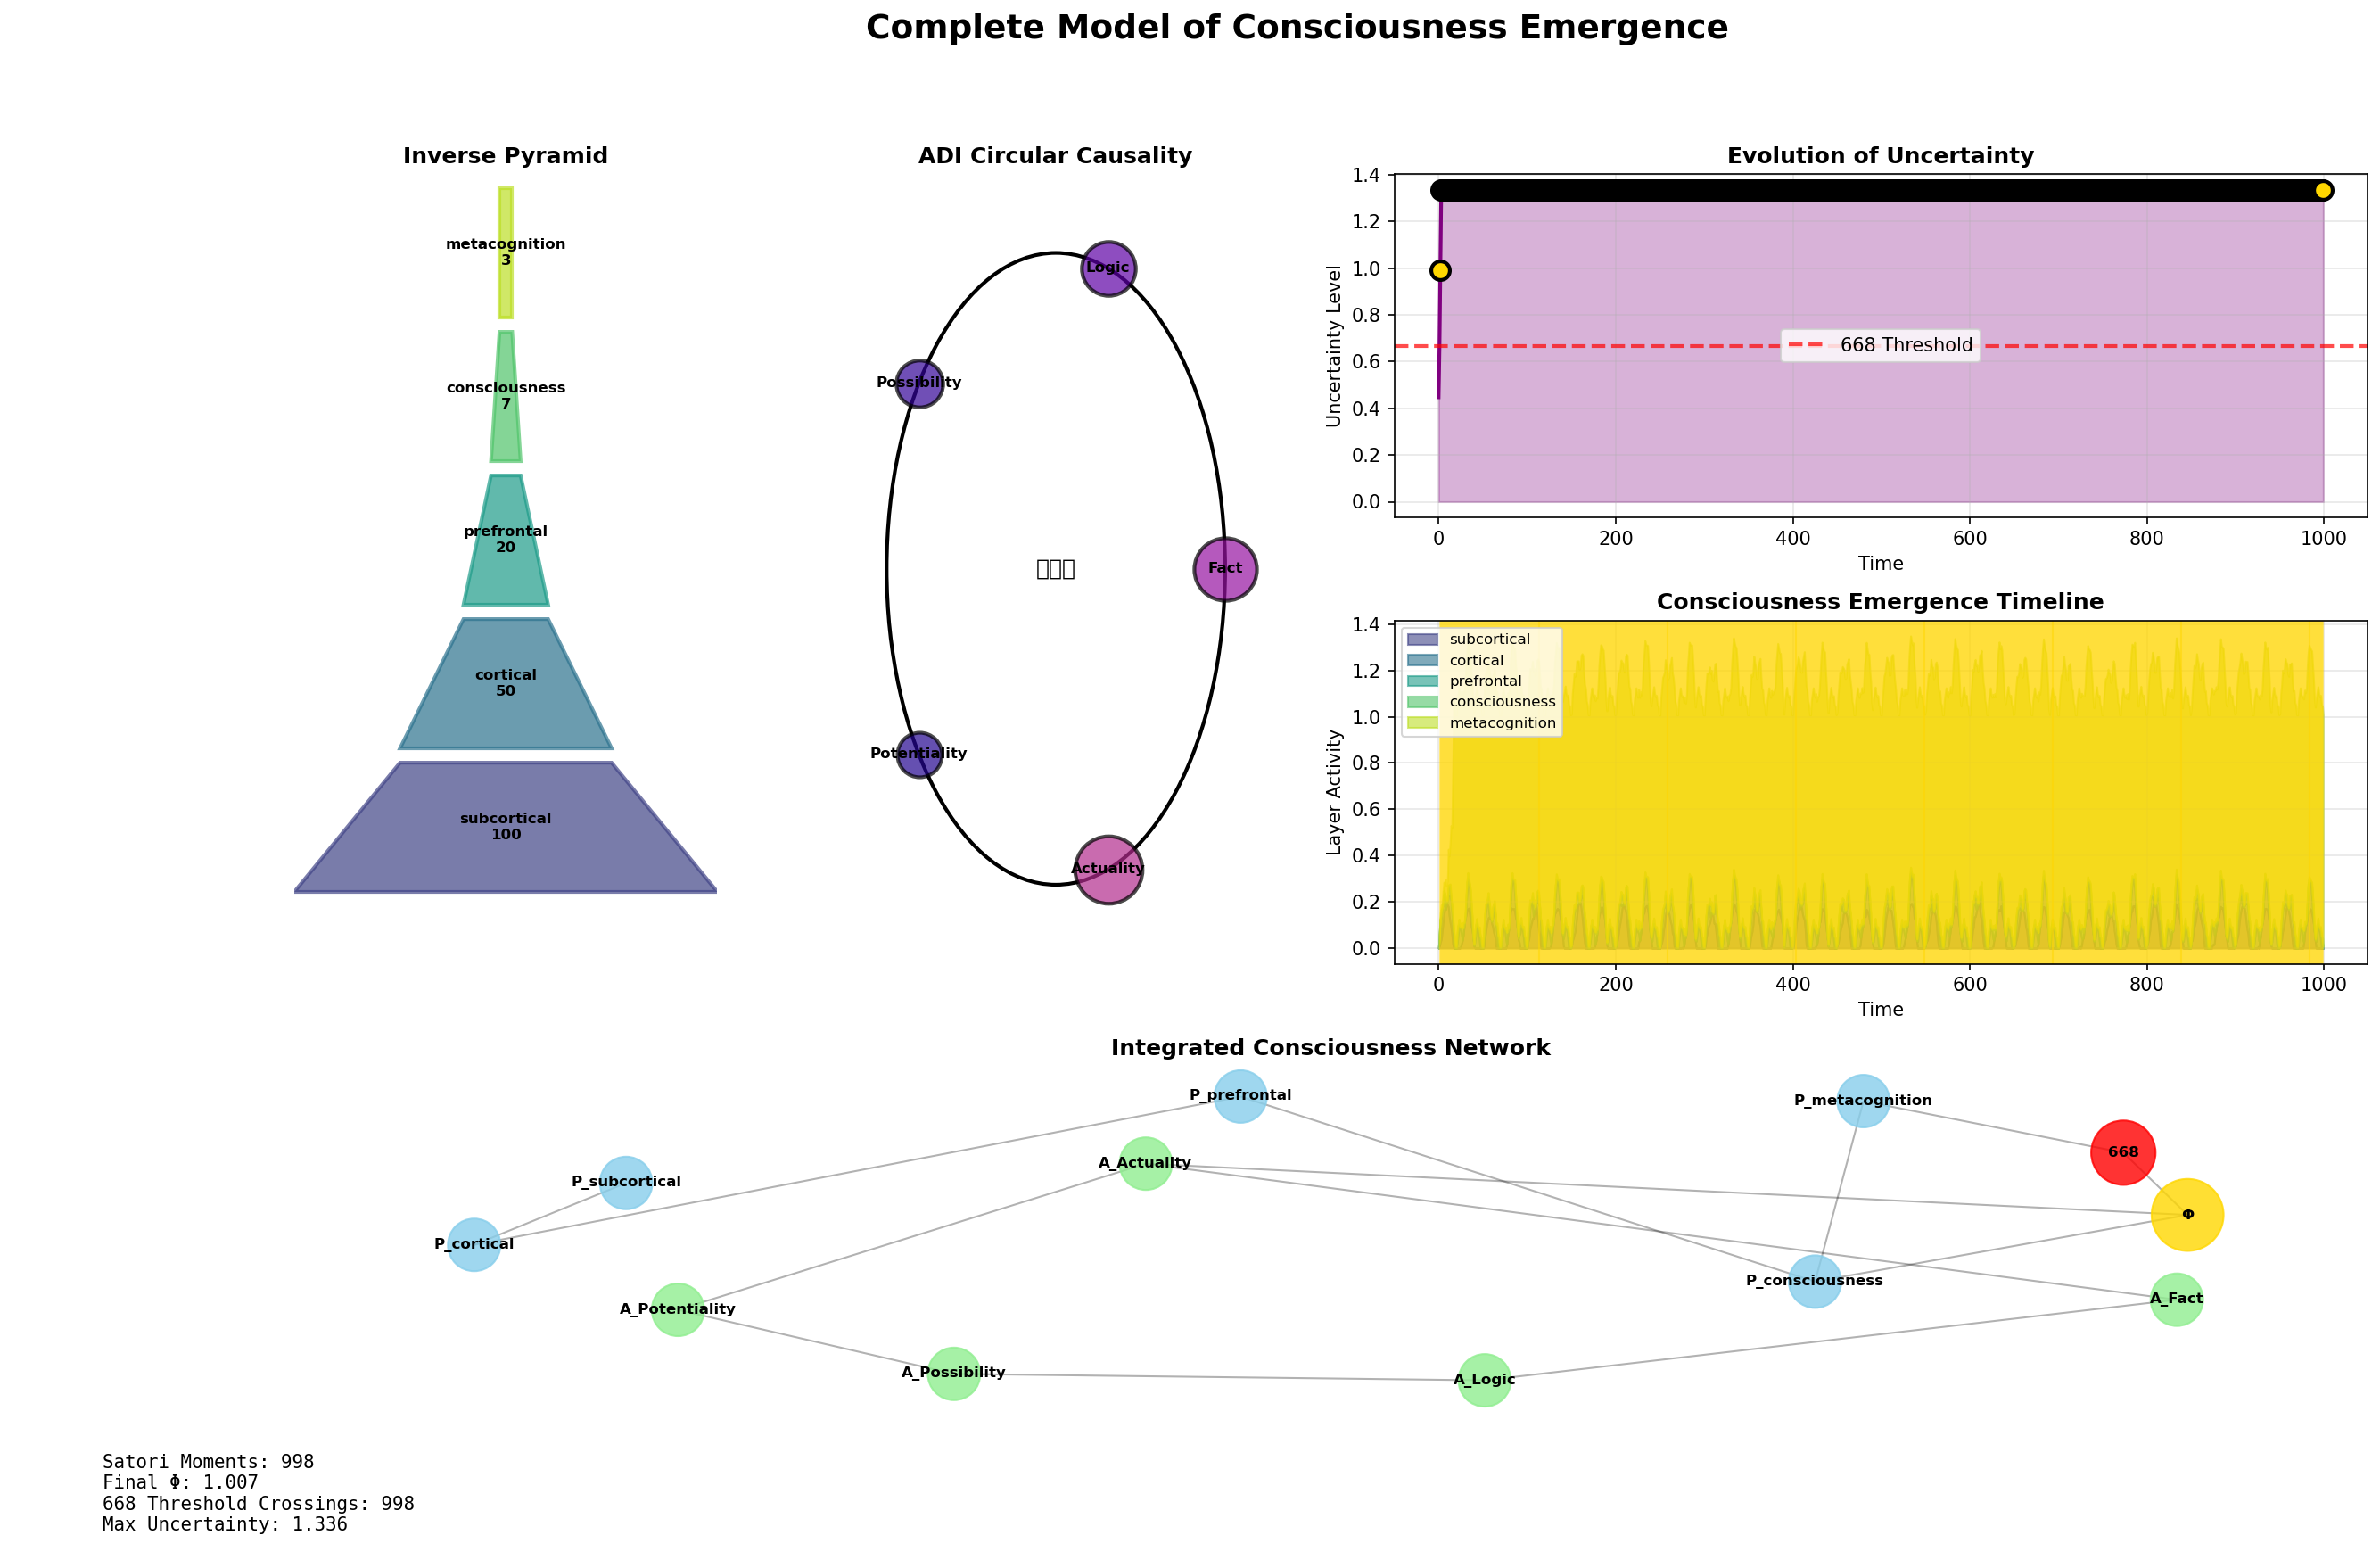 Complete Model of Consciousness Emergence
Inverse Pyramid
metacognition
3
consciousness
7
prefrontal
20
cortical
50
subcortical
100
ADI Circular Causality
Logic
Possibility
Fact
Potentiality
Actuality
Evolution of Uncertainty
Uncertainty Level
1.4
1.2
1.0
0.8
0.6
0.4
0.2
0.0
668 Threshold
0 200 400 600 800 1000
Time
Consciousness Emergence Timeline
Layer Activity
1.4
1.2
1.0
0.8
0.6
0.4
0.2
0.0
subcortical
cortical
prefrontal
consciousness
metacognition
0 200 400 600 800 1000
Time
Integrated Consciousness Network
P_prefrontal
P_metacognition
668
A_Actuality
P_subcortical
Φ
P_cortical
P_consciousness
A_Fact
A_Potentiality
A_Possibility
A_Logic
Satori Moments: 998
Final Φ: 1.007
668 Threshold Crossings: 998
Max Uncertainty: 1.336